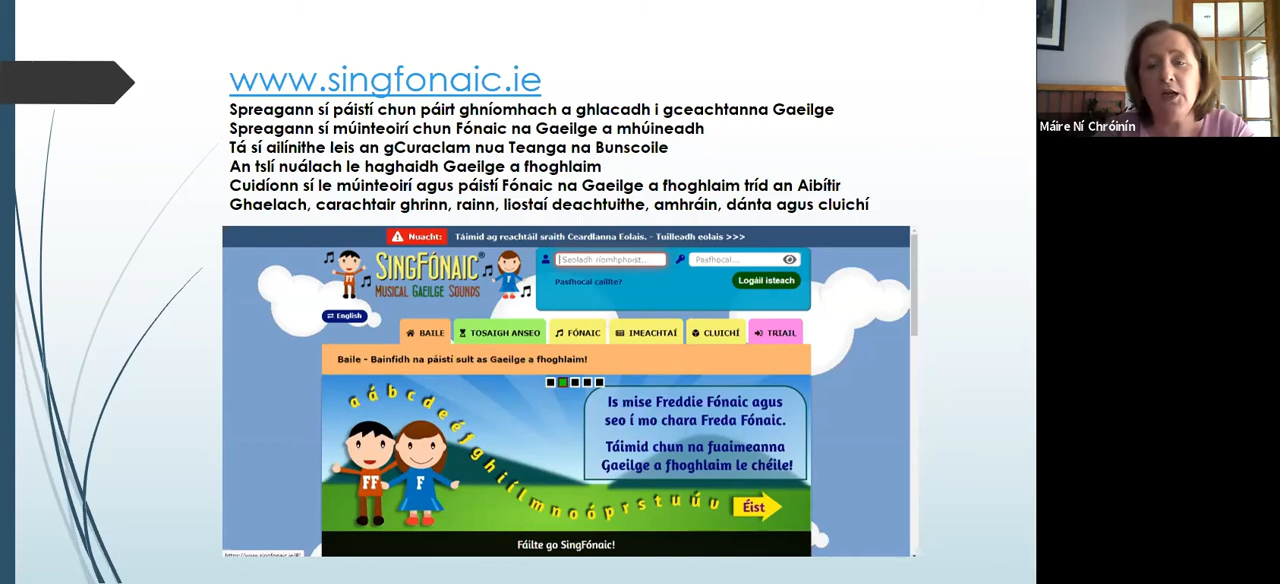 www.singfonaic.ie
Spreagann sí páistí chun páirt ghníomhach a ghlacadh i gceachtanna Gaeilge
Spreagann sí múinteoirí chun Fónaic na Gaeilge a mhúineadh
Tá sí ailínithe leis an gCuraclam nua Teanga na Bunscoile
An tslí nuálach le haghaidh Gaeilge a fhoghlaim
Cuidíonn sí le múinteoirí agus páistí Fónaic na Gaeilge a fhoghlaim tríd an Aibítir
Ghaelach, carachtair ghrinn, rainn, liostaí deachtuithe, amhráin, dánta agus cluichí
Máire Ní Chróinín
Nuacht: Táimid ag reachtáil sraith Ceardlanna Eolais. - Tuilleadh eolais >>>
SINGFÓNAIC®
MUSICAL GAEILGE SOUNDS
Seoladh ríomhphoist...
Pasfhocal...
Pasfhocal caillte?
Logáil isteach
English
BAILE
TOSAIGH ANSEO
FÓNAIC
IMEACHTAÍ
CLUICHÍ
TRIAIL
Baile - Bainfidh na páistí sult as Gaeilge a fhoghlaim!
a á b c d e é f g h i í l m n o ó p r s t u ú u
Is mise Freddie Fónaic agus
seo í mo chara Freda Fónaic.
Táimid chun na fuaimeanna
Gaeilge a fhoghlaim le chéile!
FF
F
Éist
Fáilte go SingFónaic!
https://www.singfonaic.ie/#